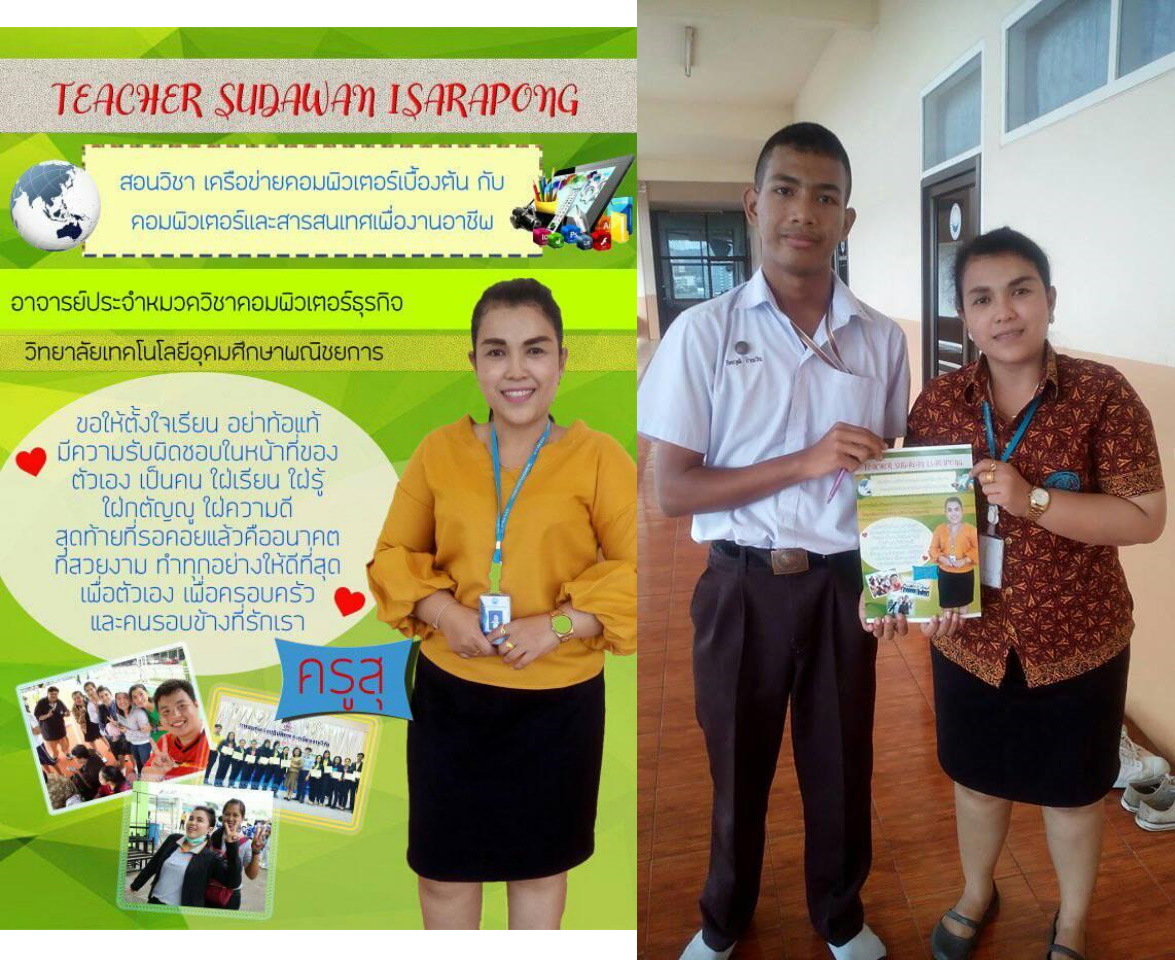 TEACHER SUDAWAN ISARAPONG
สอนวิชา เครือข่ายคอมพิวเตอร์เบื้องต้น กับ
คอมพิวเตอร์และสารสนเทศเพื่องานอาชีพ
อาจารย์ประจำหมวดวิชาคอมพิวเตอร์ธุรกิจ
วิทยาลัยเทคโนโลยีอุดมศึกษาพณิชยการ
ขอให้ตั้งใจเรียน อย่าท้อแท้
มีความรับผิดชอบในหน้าที่ของ
ตัวเอง เป็นคน ใฝ่เรียน ใฝ่รู้
ใฝ่กตัญญู ใฝ่ความดี
สุดท้ายที่รอคอยแล้วคืออนาคต
ที่สวยงาม ทำทุกอย่างให้ดีที่สุด
เพื่อตัวเอง เพื่อครอบครัว
และคนรอบข้างที่รักเรา
ครูสุ
TEACHER SUDAWAN ISARAPONG